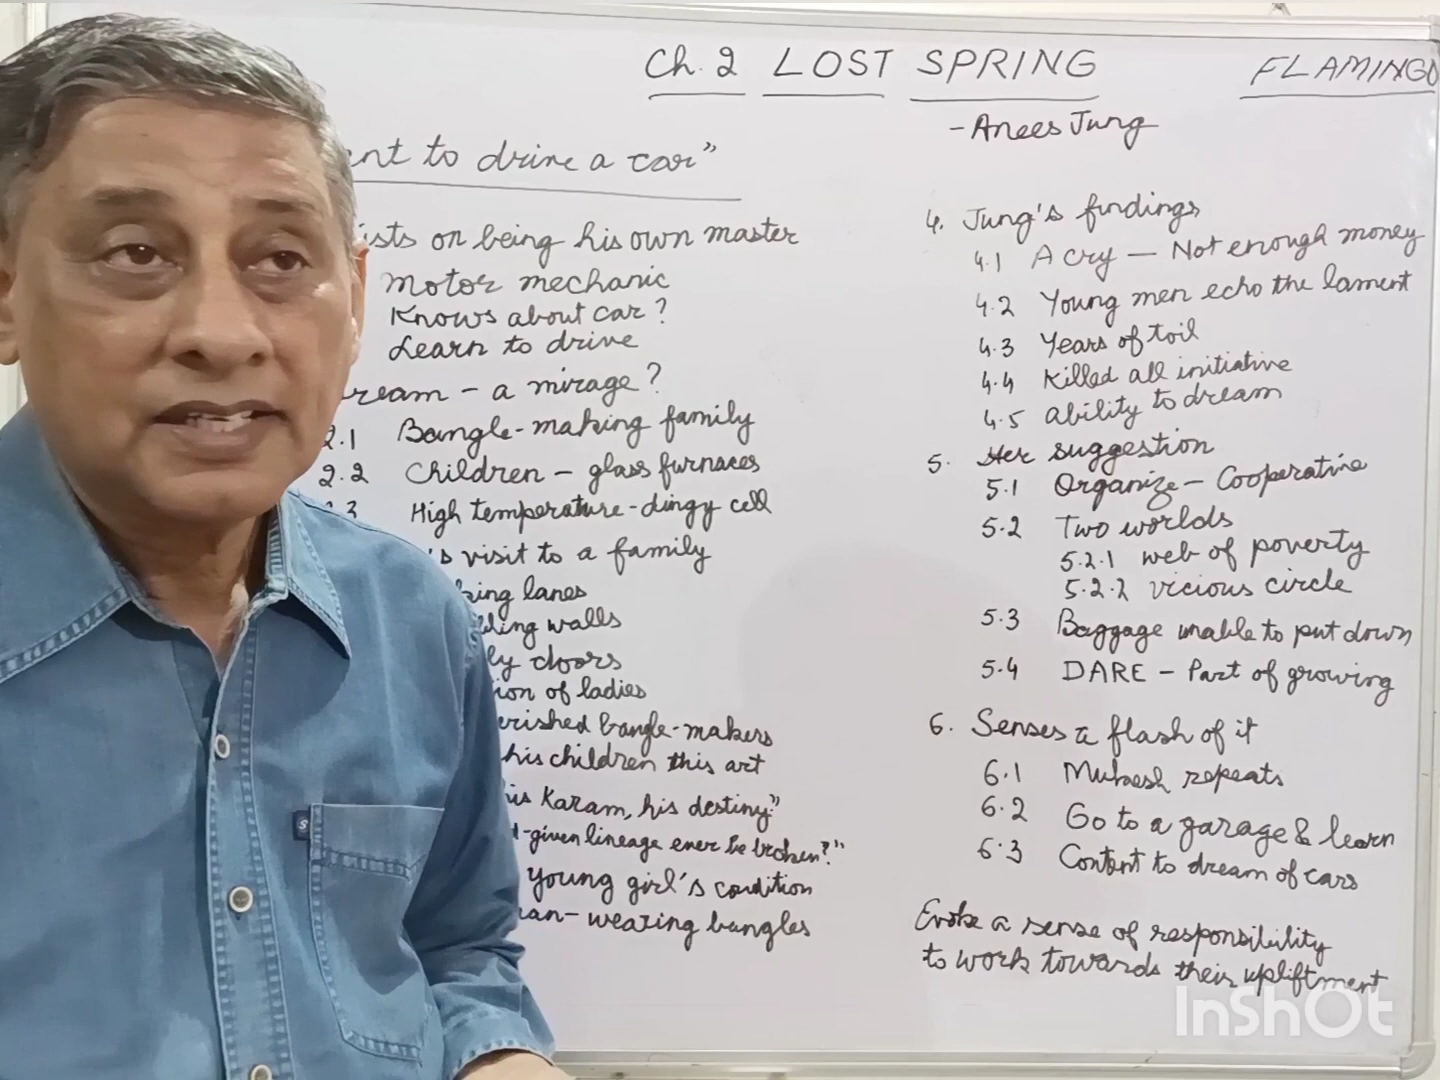 Ch. 2 LOST SPRING FLAMINGO
- Anees Jung
ent to drive a car"
ists on being his own master
Motor mechanic
Knows about car?
Learn to drive
ream - a mirage?
2.1 Bangle-making family
2.2 Children - glass furnaces
.3 High temperature - dingy cell
's visit to a family
king lanes
bling walls
ly doors
ion of ladies
erished bangle-makers
his children this art
his Karam, his destiny"
d-given lineage ever be broken?"
Young girl's condition
man - wearing bangles
4. Jung's findings
4.1 A cry - Not enough money
4.2 Young men echo the lament
4.3 Years of toil
4.4 Killed all initiative
4.5 ability to dream
5. Her suggestion
5.1 Organize - Cooperative
5.2 Two worlds
5.2.1 web of poverty
5.2.2 vicious circle
5.3 Baggage unable to put down
5.4 DARE - Part of growing
6. Senses a flash of it
6.1 Mukesh repeats
6.2 Go to a garage & learn
6.3 Content to dream of cars
Evoke a sense of responsibility
to work towards their upliftment
InShOt